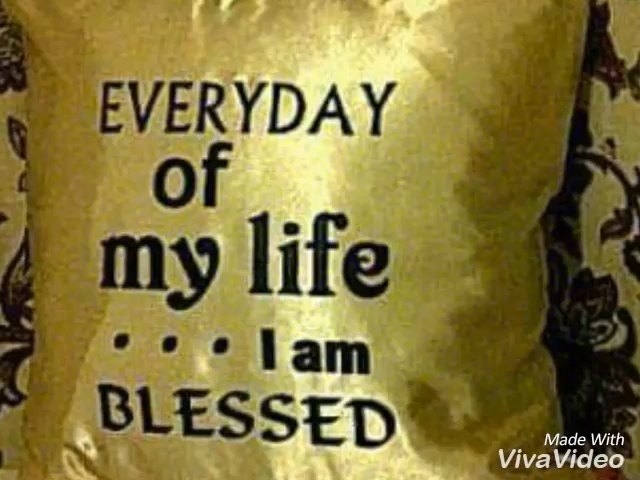 EVERYDAY
of
my life
...I am
BLESSED
Made With
VivaVideo